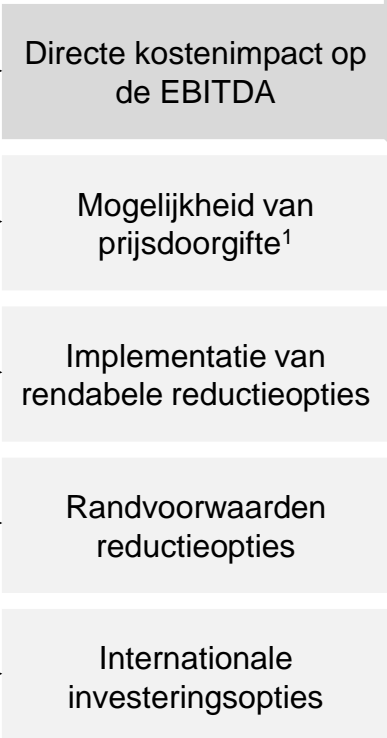 Directe kostenimpact op
de EBITDA
Mogelijkheid van
prijsdoorgifte¹
Implementatie van
rendabele reductieopties
Randvoorwaarden
reductieopties
Internationale
investeringsopties